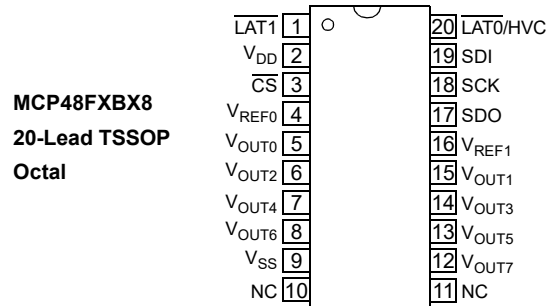 MCP48FXBX8
20-Lead TSSOP
Octal
LAT1 1
VDD 2
CS 3
VREF0 4
VOUT0 5
VOUT2 6
VOUT4 7
VOUT6 8
VSS 9
NC 10
20 LAT0/HVC
19 SDI
18 SCK
17 SDO
16 VREF1
15 VOUT1
14 VOUT3
13 VOUT5
12 VOUT7
11 NC